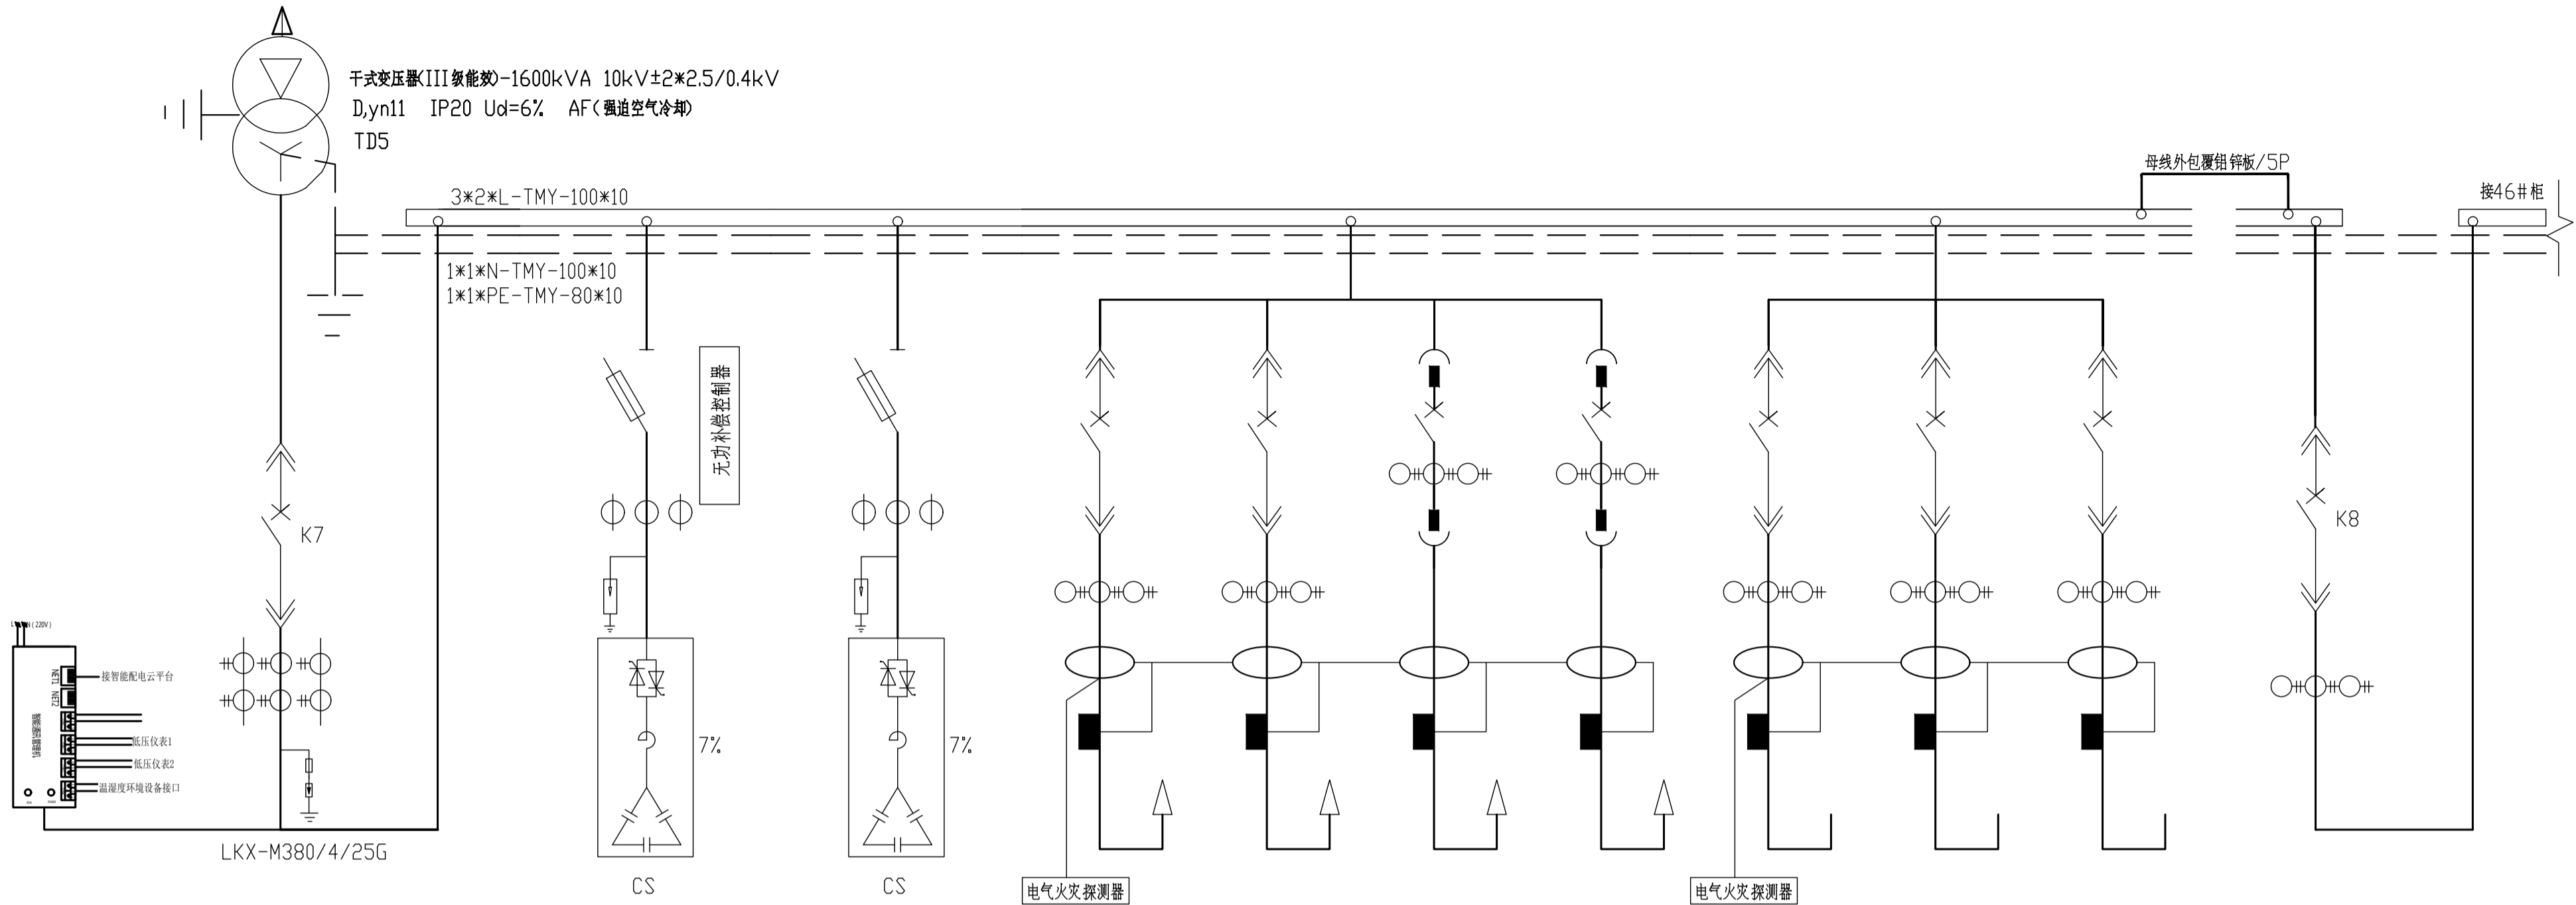 干式变压器(III级能效)-1600kVA 10kV±2*2.5/0.4kV
D,yn11 IP20 Ud=6% AF(强迫空气冷却)
TD5
3*2*L-TMY-100*10
1*1*N-TMY-100*10
1*1*PE-TMY-80*10
母线外包覆铝锌板/5P
接46#柜
无功补偿控制器
K7
K8
(220V)
NET1
接智能配电云平台
NET2
低压仪表1
低压仪表2
温湿度环境设备接口
LKX-M380/4/25G
7%
7%
CS
CS
电气火灾探测器
电气火灾探测器